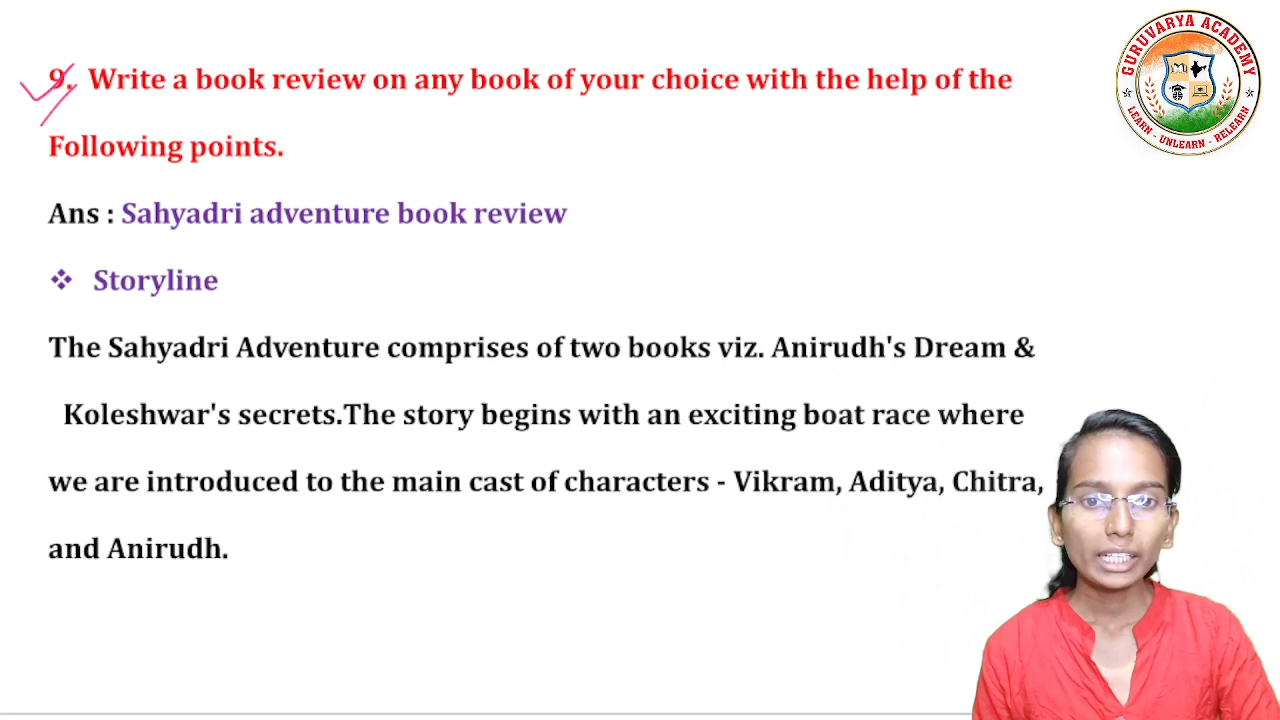 9. Write a book review on any book of your choice with the help of the
Following points.
Ans : Sahyadri adventure book review
❖ Storyline
The Sahyadri Adventure comprises of two books viz. Anirudh's Dream &
Koleshwar's secrets.The story begins with an exciting boat race where
we are introduced to the main cast of characters - Vikram, Aditya, Chitra,
and Anirudh.
GURUVARYA ACADEMY
LEARN - UNLEARN - RELEARN